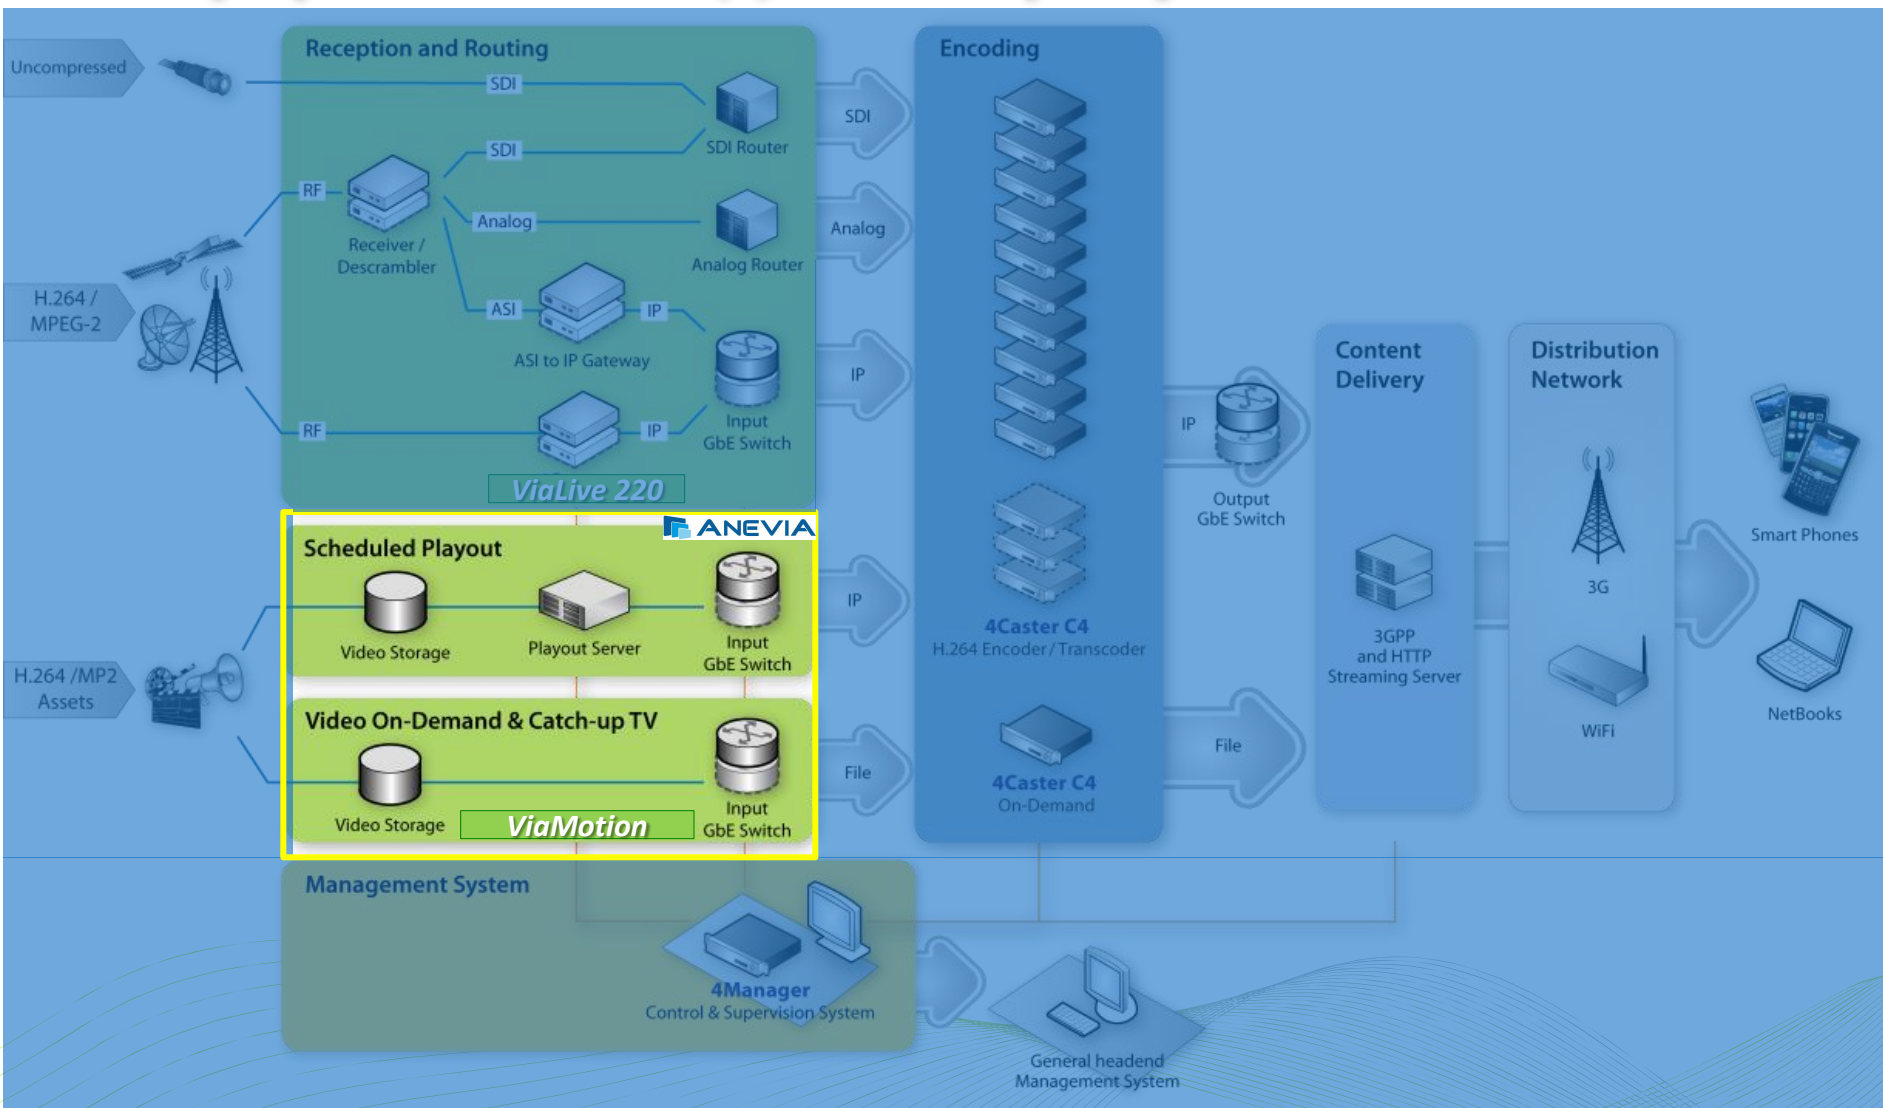 Uncompressed
H.264 /
MPEG-2
H.264 /MP2
Assets
Reception and Routing
SDI
SDI
RF
Analog
ASI
IP
RF
IP
SDI Router
Receiver /
Descrambler
Analog Router
ASI to IP Gateway
Input
GbE Switch
ViaLive 220
ANEVIA
Scheduled Playout
Video Storage
Playout Server
Input
GbE Switch
Video On-Demand & Catch-up TV
Video Storage
ViaMotion
Input
GbE Switch
SDI
Analog
IP
IP
File
Encoding
4Caster C4
H.264 Encoder / Transcoder
4Caster C4
On-Demand
IP
Output
GbE Switch
File
Content
Delivery
3GPP
and HTTP
Streaming Server
Distribution
Network
3G
WiFi
Smart Phones
NetBooks
Management System
4Manager
Control & Supervision System
General headend
Management System